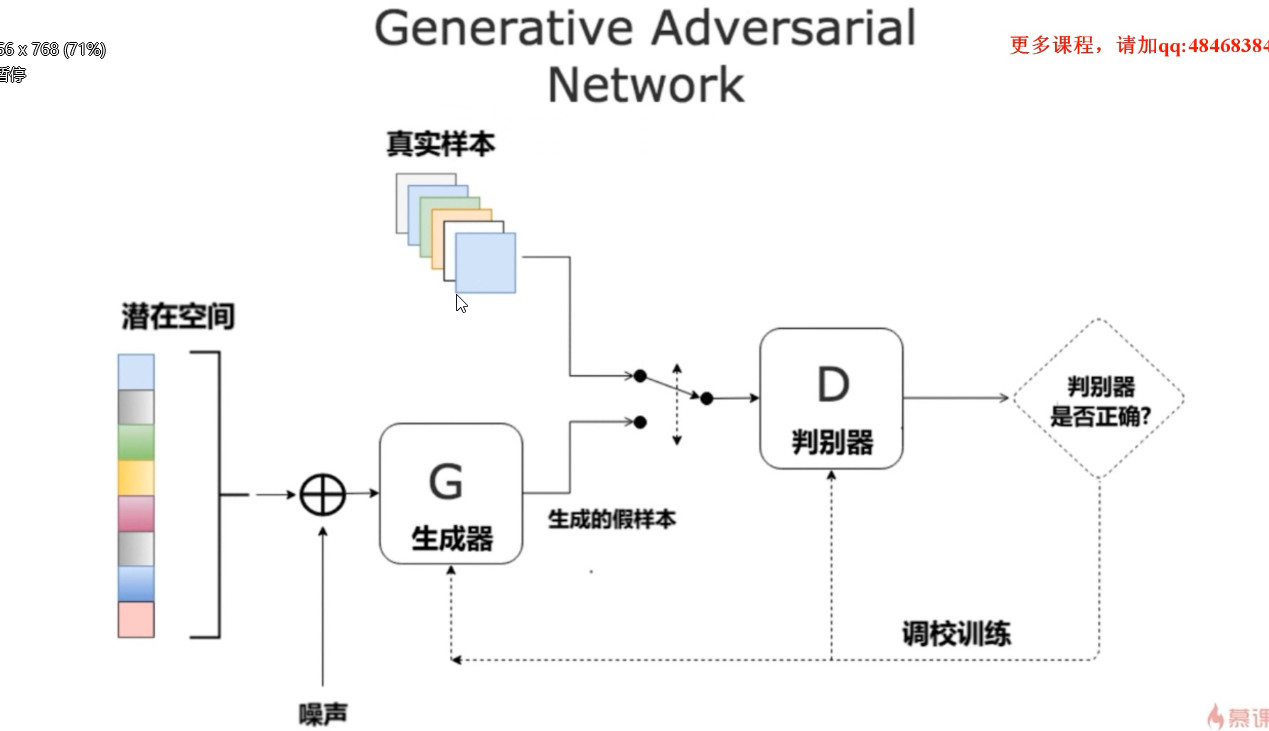 Generative Adversarial
Network
66 x 768 (71%)
暂停
更多课程，请加qq:48468384
真实样本
潜在空间
D
判别器
判别器
是否正确?
G
生成器
生成的假样本
调校训练
噪声
慕课